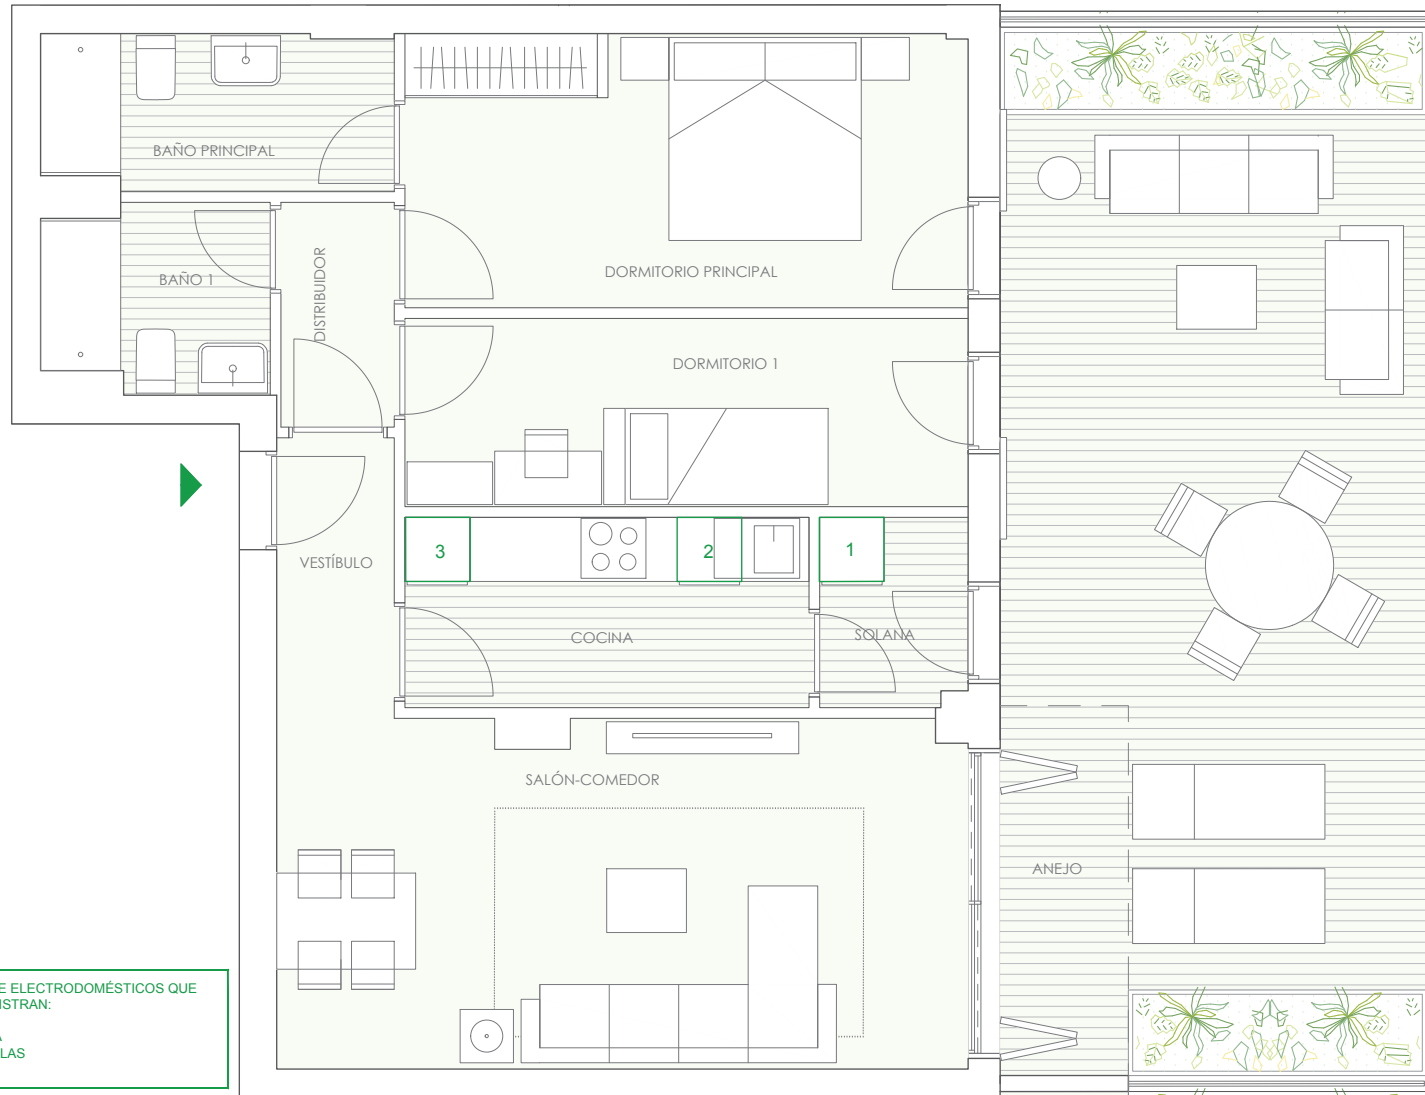 BAÑO PRINCIPAL
BAÑO 1
DISTRIBUIDOR
DORMITORIO PRINCIPAL
DORMITORIO 1
VESTÍBULO
3
2
1
COCINA
SOLANA
SALÓN-COMEDOR
ANEJO
E ELECTRODOMÉSTICOS QUE
ISTRAN:
A
LAS